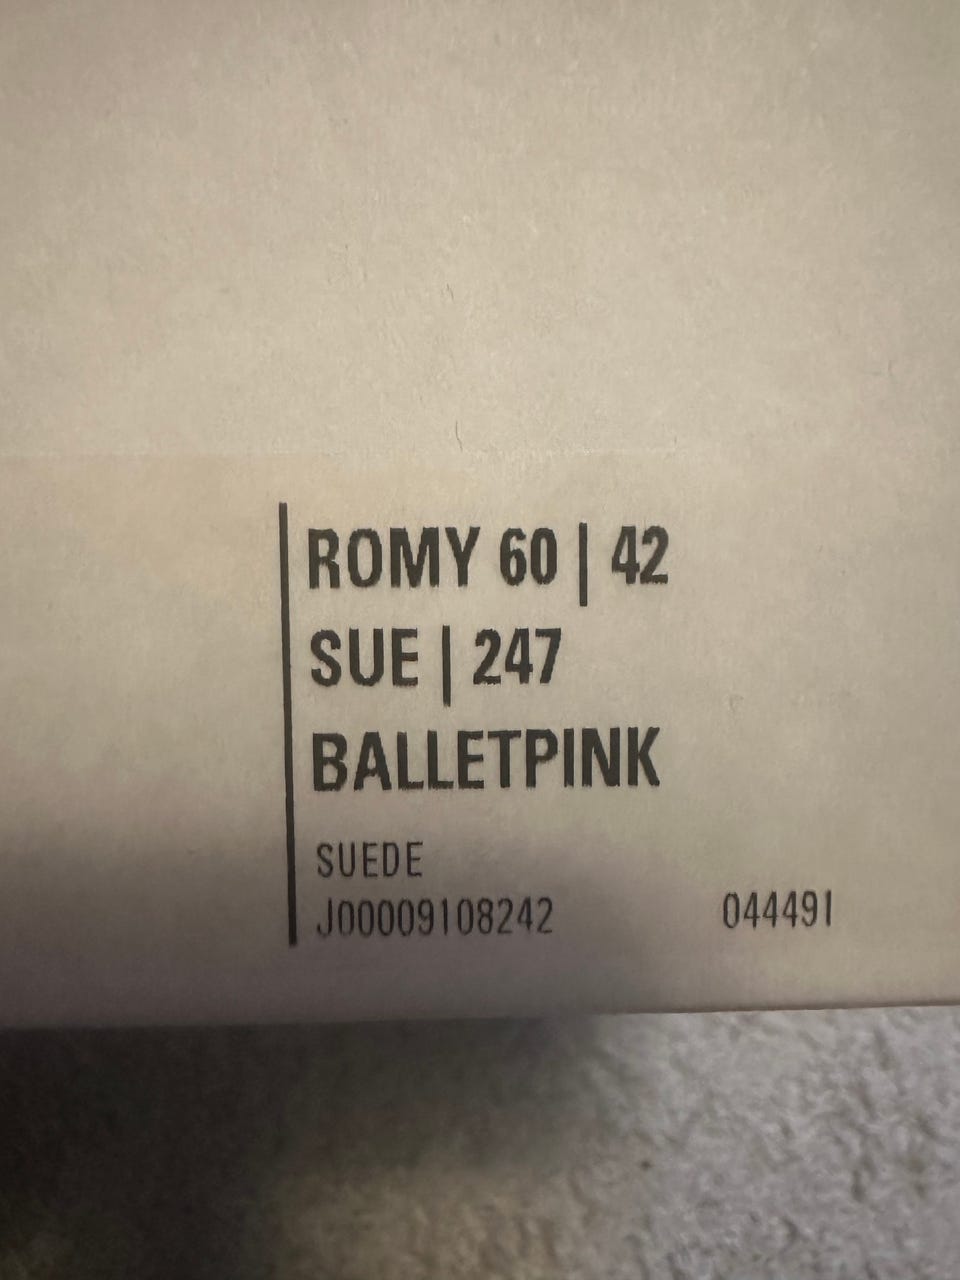 ROMY 60 | 42
SUE | 247
BALLETPINK
SUEDE
J00009108242 044491